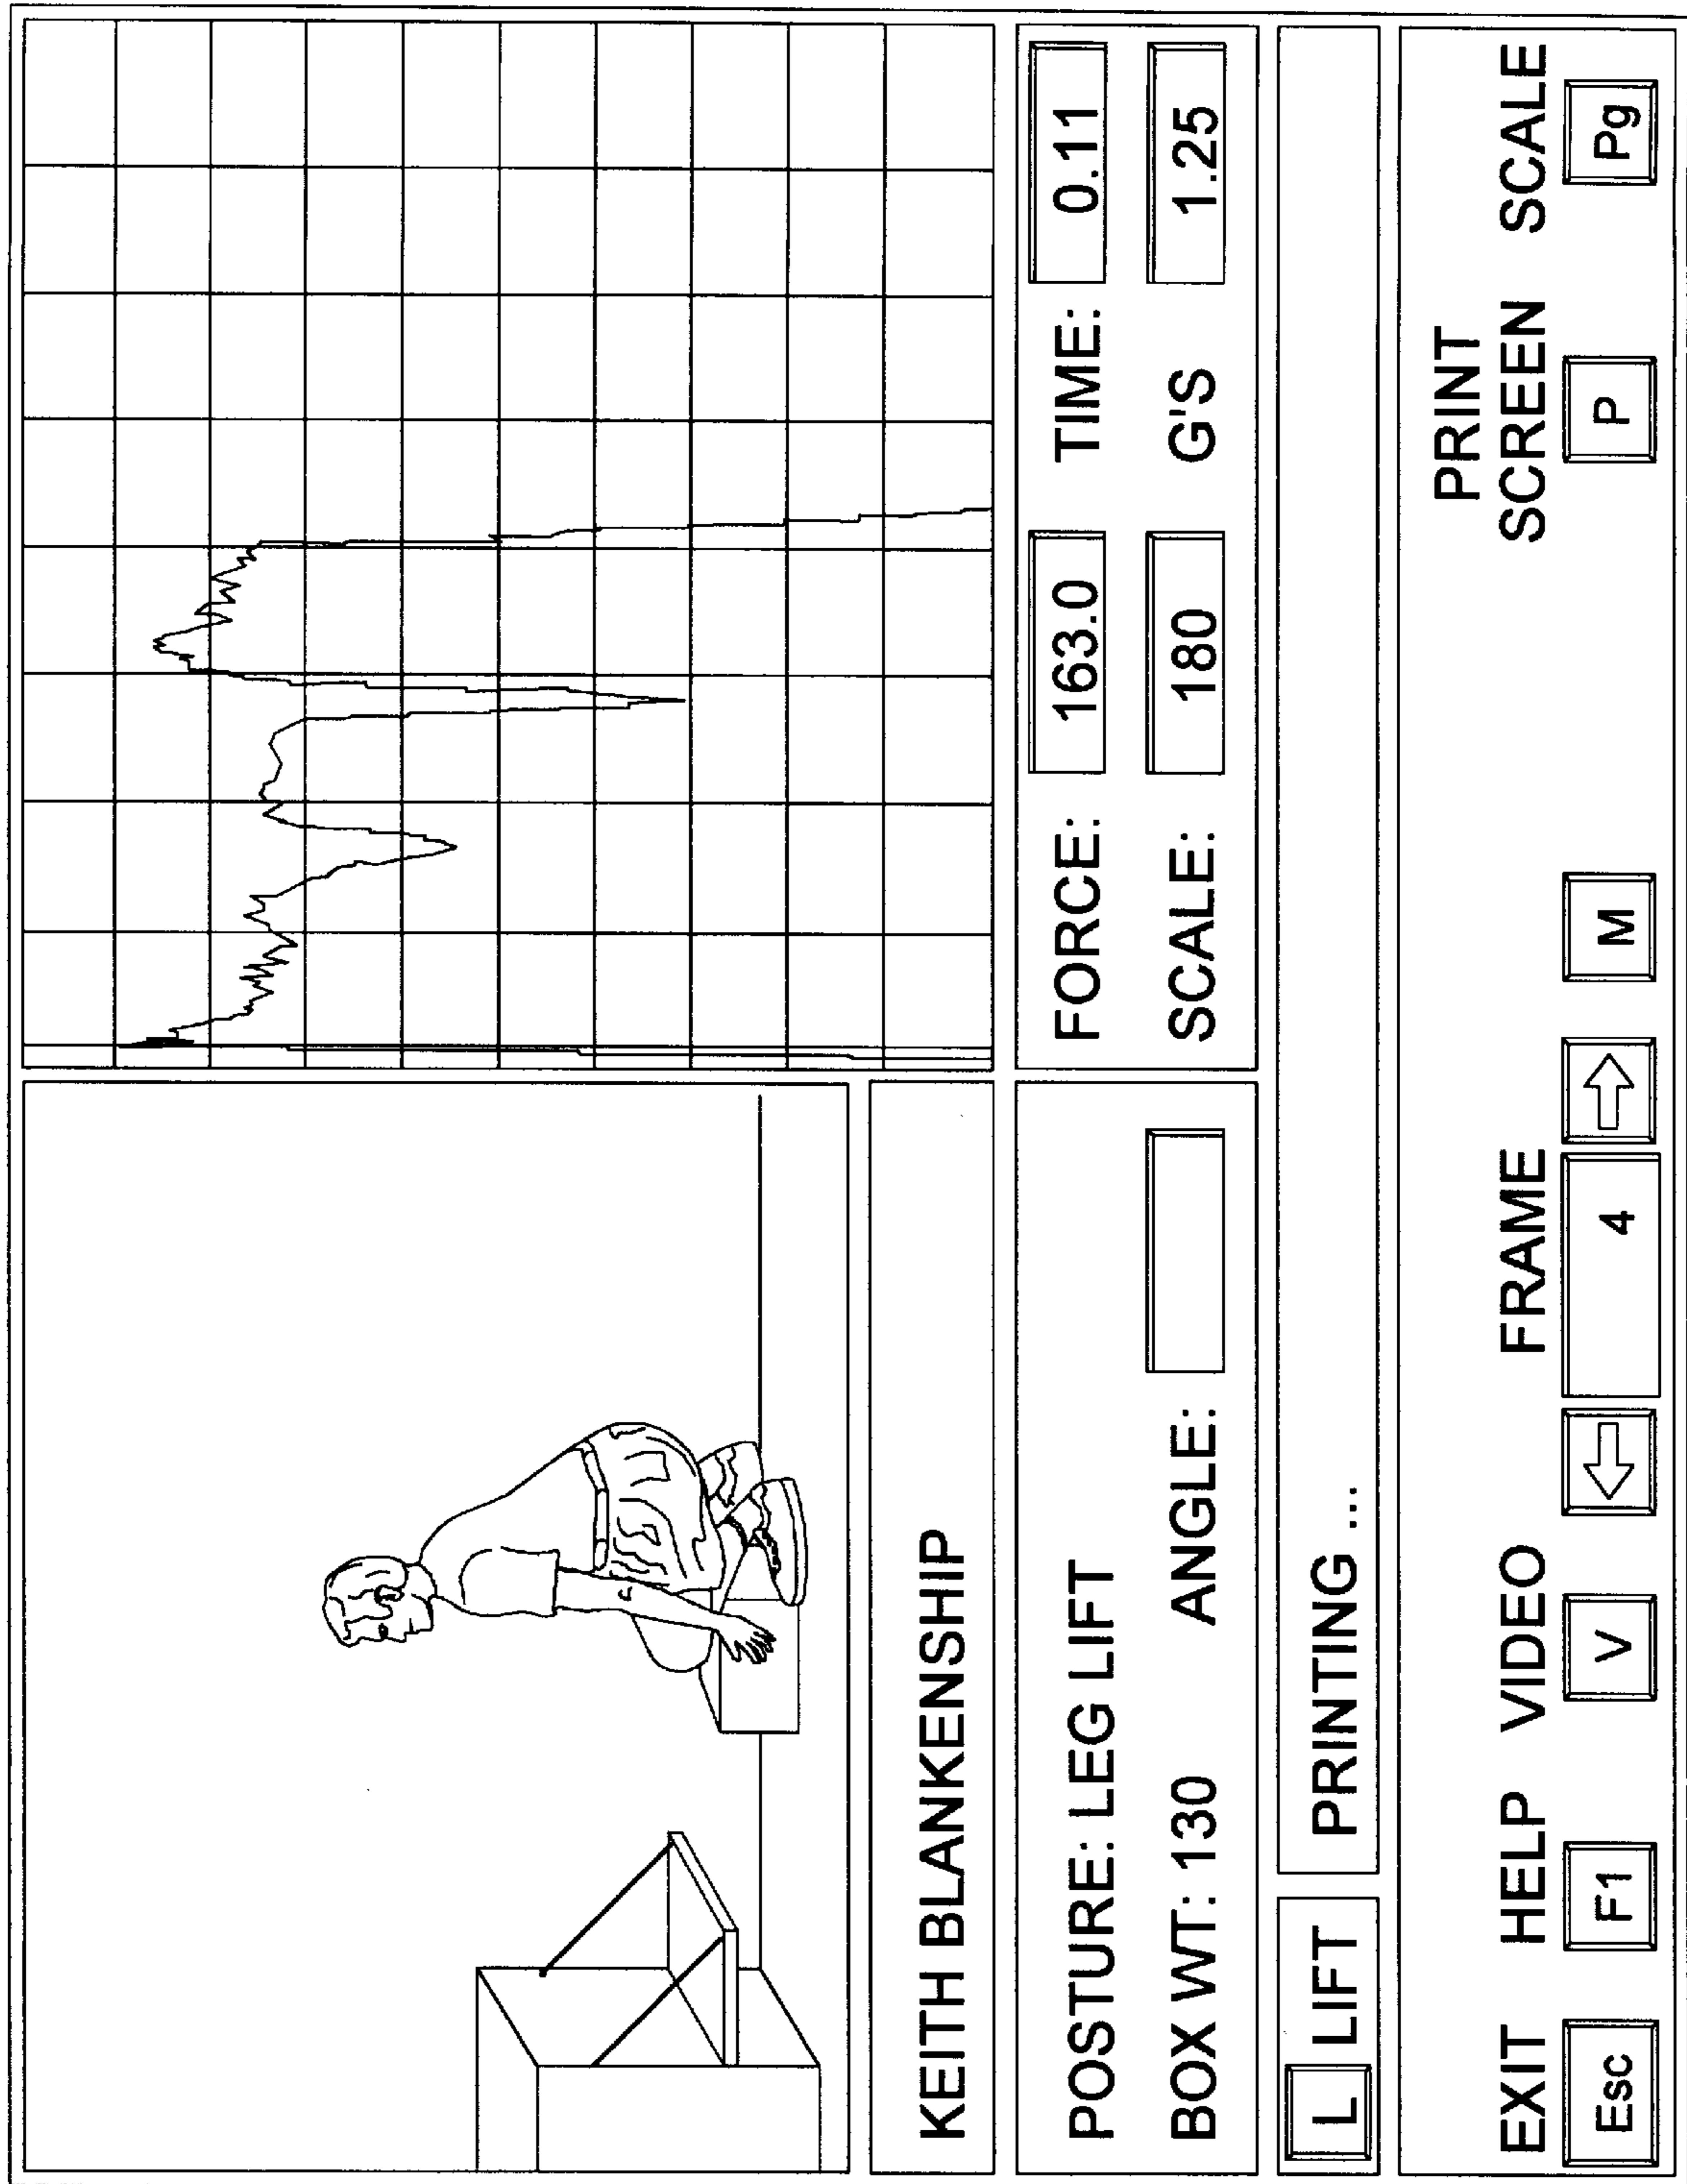 KEITH BLANKENSHIP
POSTURE: LEG LIFT
BOX WT: 130 ANGLE:
FORCE: 163.0 TIME: 0.11
SCALE: 180 G'S 1.25
L LIFT PRINTING ...
EXIT HELP VIDEO FRAME PRINT SCREEN SCALE
Esc F1 V 4 M P Pg